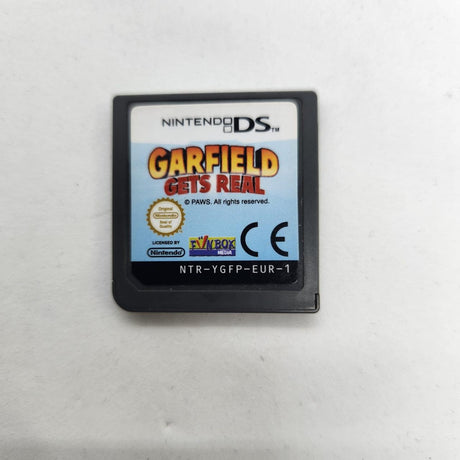 NINTENDO DS™
GARFIELD
GETS REAL
© PAWS. All rights reserved.
Original
Nintendo
Seal of
Quality
LICENSED BY
Nintendo
FUNBOX
MEDIA
CE
NTR-YGFP-EUR-1